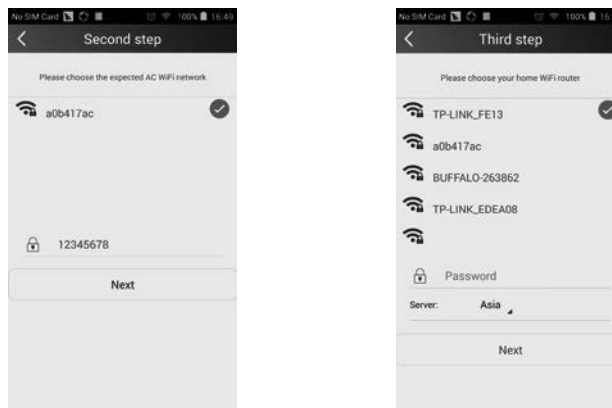 No SIM Card 100% 16:49
Second step
Please choose the expected AC WiFi network
a0b417ac
12345678
Next
No SIM Card 100%
Third step
Please choose your home WiFi router
TP-LINK_FE13
a0b417ac
BUFFALO-263862
TP-LINK_EDEA08
Password
Server: Asia
Next